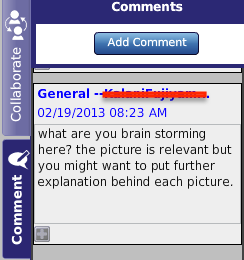 Comments
Add Comment
Collaborate
General --
02/19/2013 08:23 AM
what are you brain storming
here? the picture is relevant but
you might want to put further
explanation behind each picture.
Comment